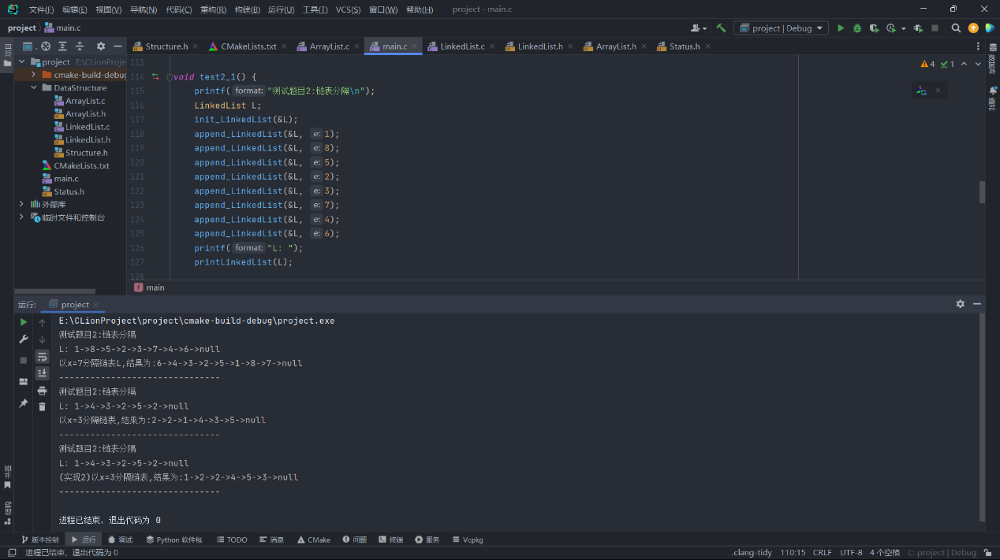 文件(F) 编辑(E) 视图(V) 导航(N) 代码(C) 重构(R) 构建(B) 运行(U) 工具(T) VCS(S) 窗口(W) 帮助(H) project - main.c
project main.c project | Debug
项目
Structure.h CMakeLists.txt ArrayList.c main.c LinkedList.c LinkedList.h ArrayList.h Status.h
project E:\CLionProje
cmake-build-debug
DataStructure
ArrayList.c
ArrayList.h
LinkedList.c
LinkedList.h
Structure.h
CMakeLists.txt
main.c
Status.h
外部库
临时文件和控制台
4 1
数据库
通知
113
114 void test2_1() {
115 printf( format: "测试题目2:链表分隔\n");
116 LinkedList L;
117 init_LinkedList(&L);
118 append_LinkedList(&L, e: 1);
119 append_LinkedList(&L, e: 8);
120 append_LinkedList(&L, e: 5);
121 append_LinkedList(&L, e: 2);
122 append_LinkedList(&L, e: 3);
123 append_LinkedList(&L, e: 7);
124 append_LinkedList(&L, e: 4);
125 append_LinkedList(&L, e: 6);
126 printf( format: "L: ");
127 printLinkedList(L);
128
f main
运行: project
E:\CLionProject\project\cmake-build-debug\project.exe
测试题目2:链表分隔
L: 1->8->5->2->3->7->4->6->null
以x=7分隔链表L,结果为:6->4->3->2->5->1->8->7->null
-------------------------------
测试题目2:链表分隔
L: 1->4->3->2->5->2->null
以x=3分隔链表,结果为:2->2->1->4->3->5->null
-------------------------------
测试题目2:链表分隔
L: 1->4->3->2->5->2->null
(实现2)以x=3分隔链表,结果为:1->2->2->4->5->3->null
-------------------------------
进程已结束，退出代码为 0
书签
结构
版本控制 运行 调试 Python 软件包 TODO 消息 CMake 问题 终端 服务 Vcpkg
进程已结束，退出代码为 0 .clang-tidy 110:15 CRLF UTF-8 4 个空格 C: project | Debug